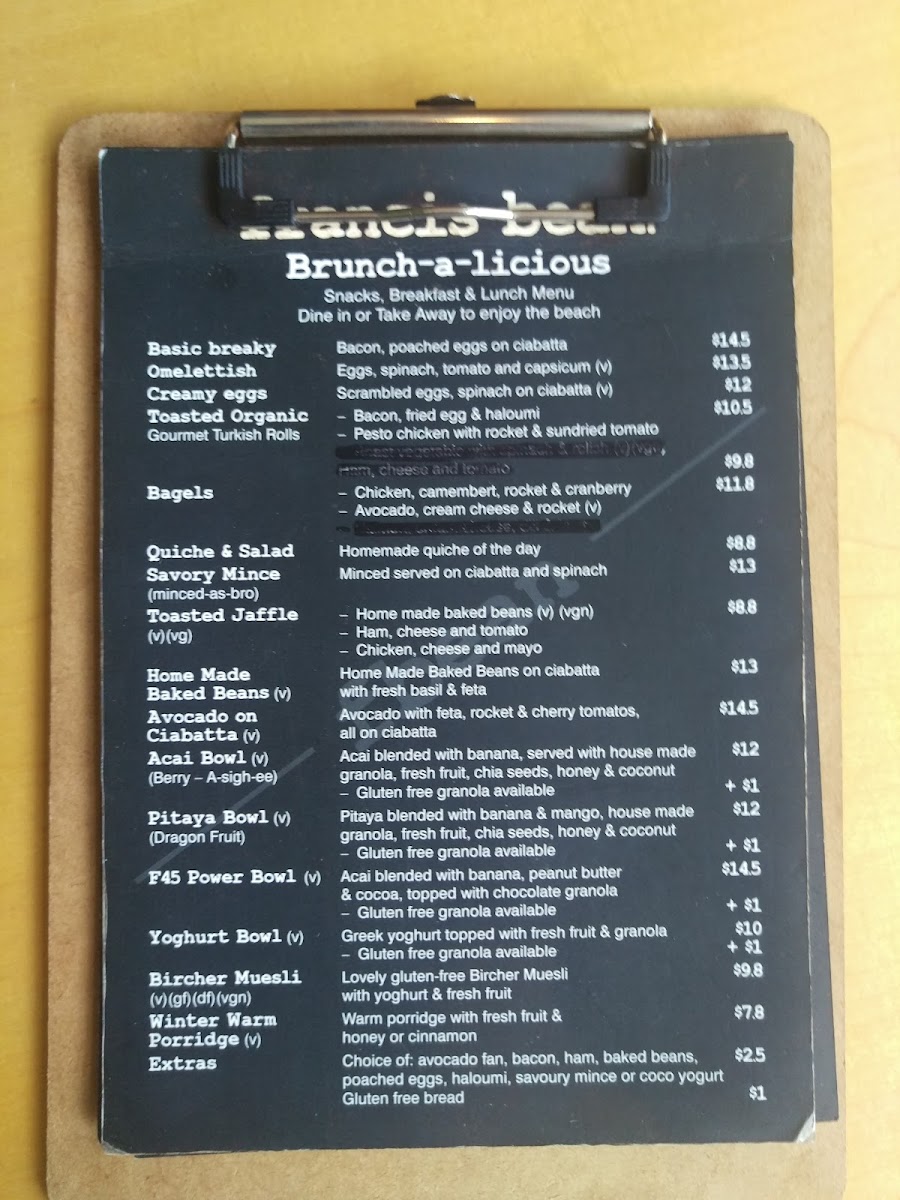 francis bean
Brunch-a-licious
Snacks, Breakfast & Lunch Menu
Dine in or Take Away to enjoy the beach
Basic breaky Bacon, poached eggs on ciabatta $14.5
Omelettish Eggs, spinach, tomato and capsicum (v) $13.5
Creamy eggs Scrambled eggs, spinach on ciabatta (v) $12
Toasted Organic – Bacon, fried egg & haloumi $10.5
Gourmet Turkish Rolls – Pesto chicken with rocket & sundried tomato
Ham, cheese and tomato $9.8
Bagels – Chicken, camembert, rocket & cranberry $11.8
– Avocado, cream cheese & rocket (v)
Quiche & Salad Homemade quiche of the day $8.8
Savory Mince Minced served on ciabatta and spinach $13
(minced-as-bro)
Toasted Jaffle – Home made baked beans (v) (vgn) $8.8
(v)(vg) – Ham, cheese and tomato
– Chicken, cheese and mayo
Home Made Home Made Baked Beans on ciabatta $13
Baked Beans (v) with fresh basil & feta
Avocado on Avocado with feta, rocket & cherry tomatos, $14.5
Ciabatta (v) all on ciabatta
Acai Bowl (v) Acai blended with banana, served with house made $12
(Berry – A-sigh-ee) granola, fresh fruit, chia seeds, honey & coconut
– Gluten free granola available + $1
Pitaya Bowl (v) Pitaya blended with banana & mango, house made $12
(Dragon Fruit) granola, fresh fruit, chia seeds, honey & coconut
– Gluten free granola available + $1
F45 Power Bowl (v) Acai blended with banana, peanut butter $14.5
& cocoa, topped with chocolate granola
– Gluten free granola available + $1
Yoghurt Bowl (v) Greek yoghurt topped with fresh fruit & granola $10
– Gluten free granola available + $1
Bircher Muesli Lovely gluten-free Bircher Muesli $9.8
(v)(gf)(df)(vgn) with yoghurt & fresh fruit
Winter Warm Warm porridge with fresh fruit & $7.8
Porridge (v) honey or cinnamon
Extras Choice of: avocado fan, bacon, ham, baked beans, $2.5
poached eggs, haloumi, savoury mince or coco yogurt
Gluten free bread $1